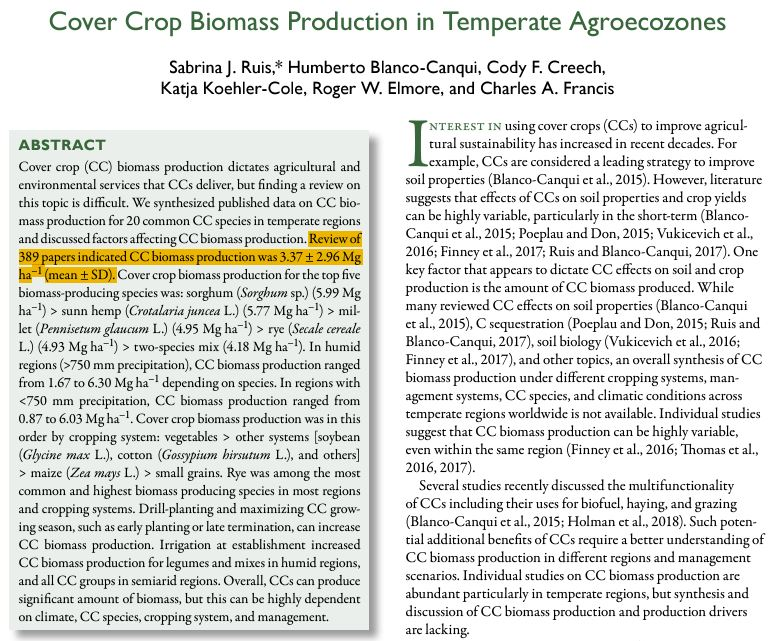 Cover Crop Biomass Production in Temperate Agroecozones
Sabrina J. Ruis,* Humberto Blanco-Canqui, Cody F. Creech,
Katja Koehler-Cole, Roger W. Elmore, and Charles A. Francis
ABSTRACT
Cover crop (CC) biomass production dictates agricultural and
environmental services that CCs deliver, but finding a review on
this topic is difficult. We synthesized published data on CC bio-
mass production for 20 common CC species in temperate regions
and discussed factors affecting CC biomass production. Review of
389 papers indicated CC biomass production was 3.37 ± 2.96 Mg
ha⁻¹ (mean ± SD). Cover crop biomass production for the top five
biomass-producing species was: sorghum (Sorghum sp.) (5.99 Mg
ha⁻¹) > sunn hemp (Crotalaria juncea L.) (5.77 Mg ha⁻¹) > mil-
let (Pennisetum glaucum L.) (4.95 Mg ha⁻¹) > rye (Secale cereale
L.) (4.93 Mg ha⁻¹) > two-species mix (4.18 Mg ha⁻¹). In humid
regions (>750 mm precipitation), CC biomass production ranged
from 1.67 to 6.30 Mg ha⁻¹ depending on species. In regions with
<750 mm precipitation, CC biomass production ranged from
0.87 to 6.03 Mg ha⁻¹. Cover crop biomass production was in this
order by cropping system: vegetables > other systems [soybean
(Glycine max L.), cotton (Gossypium hirsutum L.), and others]
> maize (Zea mays L.) > small grains. Rye was among the most
common and highest biomass producing species in most regions
and cropping systems. Drill-planting and maximizing CC grow-
ing season, such as early planting or late termination, can increase
CC biomass production. Irrigation at establishment increased
CC biomass production for legumes and mixes in humid regions,
and all CC groups in semiarid regions. Overall, CCs can produce
significant amount of biomass, but this can be highly dependent
on climate, CC species, cropping system, and management.
INTEREST IN using cover crops (CCs) to improve agricul-
tural sustainability has increased in recent decades. For
example, CCs are considered a leading strategy to improve
soil properties (Blanco-Canqui et al., 2015). However, literature
suggests that effects of CCs on soil properties and crop yields
can be highly variable, particularly in the short-term (Blanco-
Canqui et al., 2015; Poeplau and Don, 2015; Vukicevich et al.,
2016; Finney et al., 2017; Ruis and Blanco-Canqui, 2017). One
key factor that appears to dictate CC effects on soil and crop
production is the amount of CC biomass produced. While
many reviewed CC effects on soil properties (Blanco-Canqui
et al., 2015), C sequestration (Poeplau and Don, 2015; Ruis and
Blanco-Canqui, 2017), soil biology (Vukicevich et al., 2016;
Finney et al., 2017), and other topics, an overall synthesis of CC
biomass production under different cropping systems, man-
agement systems, CC species, and climatic conditions across
temperate regions worldwide is not available. Individual studies
suggest that CC biomass production can be highly variable,
even within the same region (Finney et al., 2016; Thomas et al.,
2016, 2017).
Several studies recently discussed the multifunctionality
of CCs including their uses for biofuel, haying, and grazing
(Blanco-Canqui et al., 2015; Holman et al., 2018). Such poten-
tial additional benefits of CCs require a better understanding of
CC biomass production in different regions and management
scenarios. Individual studies on CC biomass production are
abundant particularly in temperate regions, but synthesis and
discussion of CC biomass production and production drivers
are lacking.